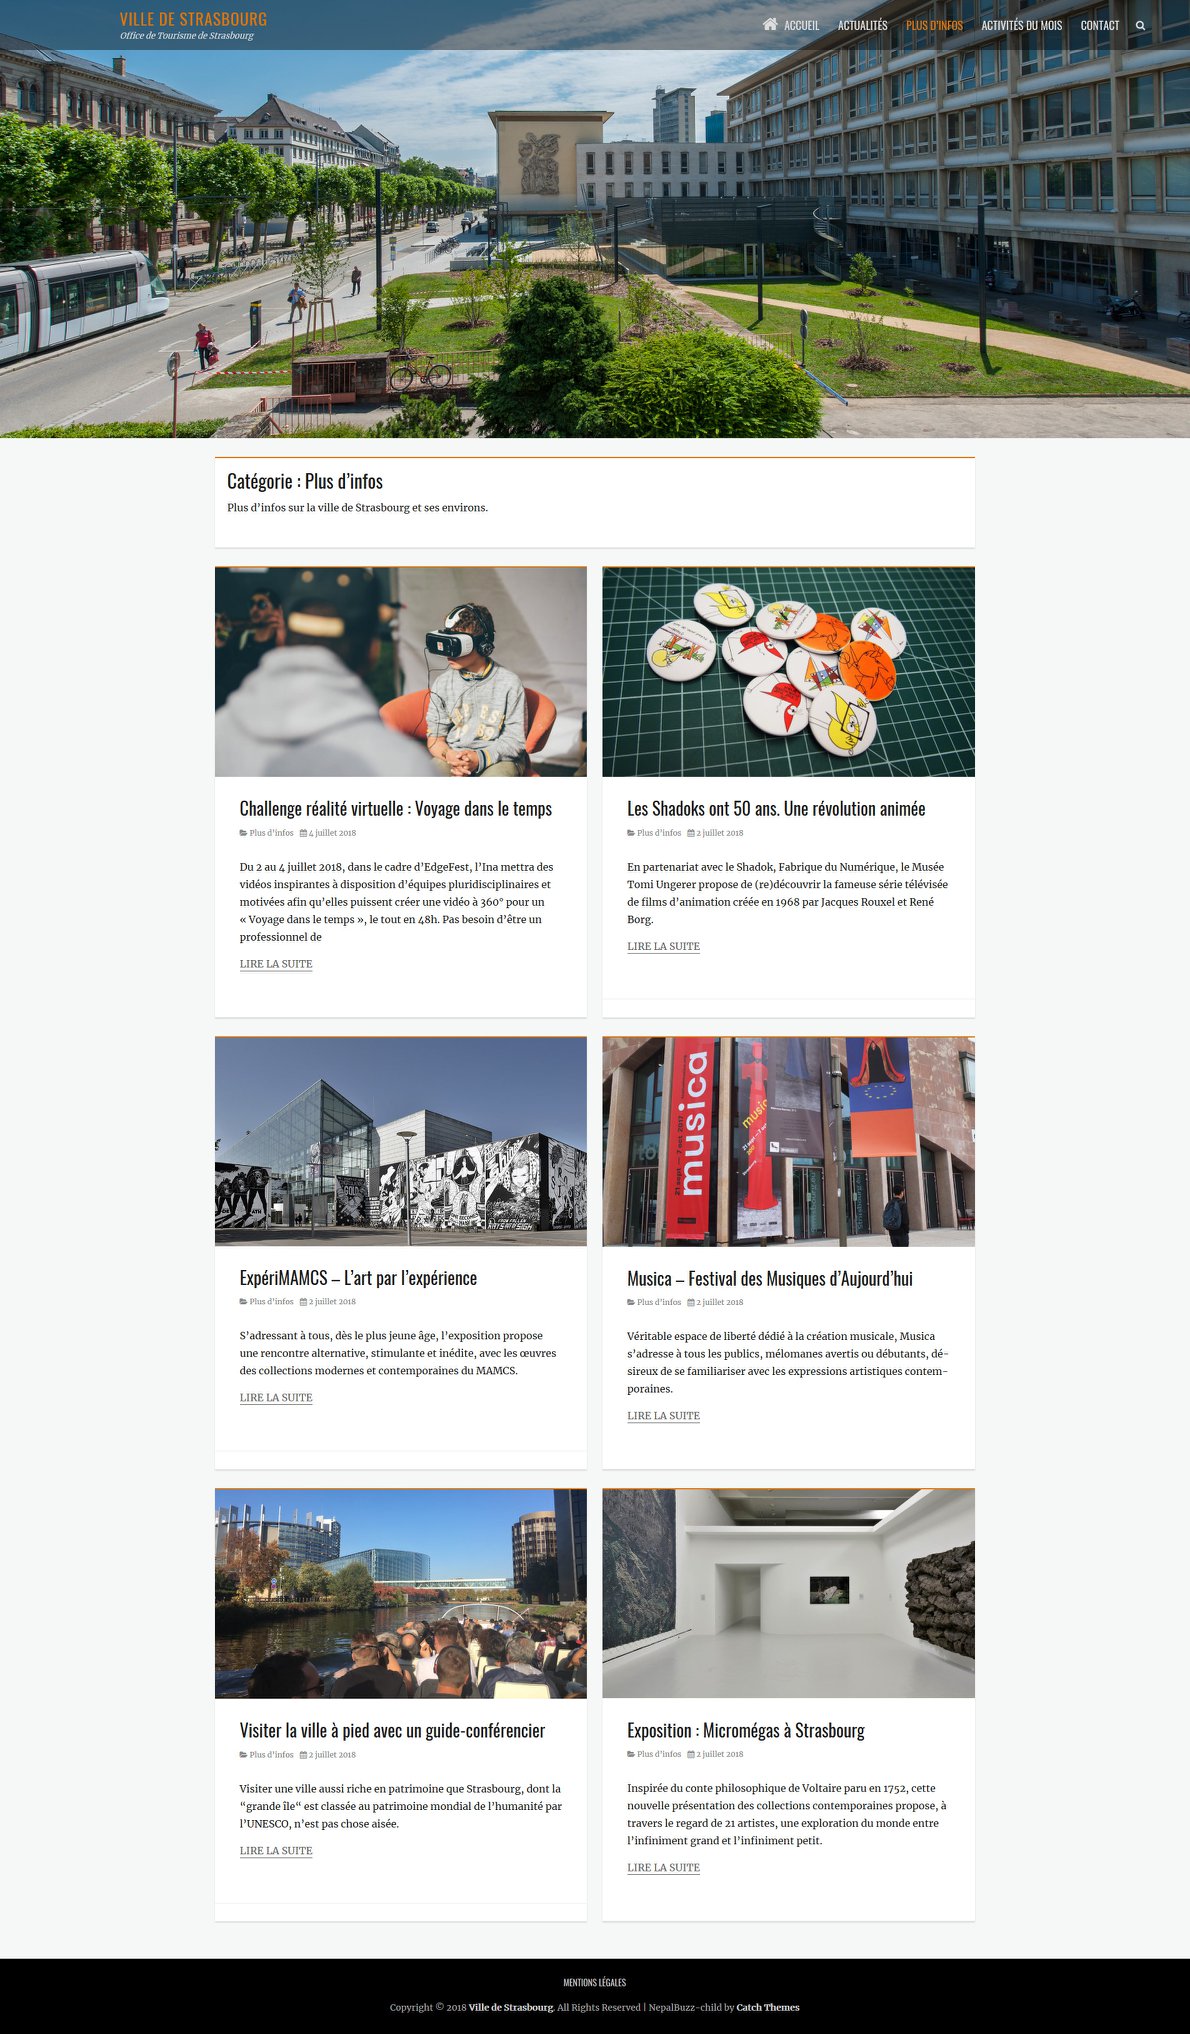 VILLE DE STRASBOURG
Office de Tourisme de Strasbourg
ACCUEIL ACTUALITÉS PLUS D'INFOS ACTIVITÉS DU MOIS CONTACT
Catégorie : Plus d’infos
Plus d’infos sur la ville de Strasbourg et ses environs.
Challenge réalité virtuelle : Voyage dans le temps
Plus d’infos 4 juillet 2018
Du 2 au 4 juillet 2018, dans le cadre d’EdgeFest, l’Ina mettra des
vidéos inspirantes à disposition d’équipes pluridisciplinaires et
motivées afin qu’elles puissent créer une vidéo à 360° pour un
« Voyage dans le temps », le tout en 48h. Pas besoin d’être un
professionnel de
LIRE LA SUITE
Les Shadoks ont 50 ans. Une révolution animée
Plus d’infos 2 juillet 2018
En partenariat avec le Shadok, Fabrique du Numérique, le Musée
Tomi Ungerer propose de (re)découvrir la fameuse série télévisée
de films d’animation créée en 1968 par Jacques Rouxel et René
Borg.
LIRE LA SUITE
ExpériMAMCS – L’art par l’expérience
Plus d’infos 2 juillet 2018
S’adressant à tous, dès le plus jeune âge, l’exposition propose
une rencontre alternative, stimulante et inédite, avec les œuvres
des collections modernes et contemporaines du MAMCS.
LIRE LA SUITE
musica
21 sept — 7 oct 2017
musica
Musica – Festival des Musiques d’Aujourd’hui
Plus d’infos 2 juillet 2018
Véritable espace de liberté dédié à la création musicale, Musica
s’adresse à tous les publics, mélomanes avertis ou débutants, dé-
sireux de se familiariser avec les expressions artistiques contem-
poraines.
LIRE LA SUITE
Visiter la ville à pied avec un guide-conférencier
Plus d’infos 2 juillet 2018
Visiter une ville aussi riche en patrimoine que Strasbourg, dont la
“grande île“ est classée au patrimoine mondial de l’humanité par
l’UNESCO, n’est pas chose aisée.
LIRE LA SUITE
Exposition : Micromégas à Strasbourg
Plus d’infos 2 juillet 2018
Inspirée du conte philosophique de Voltaire paru en 1752, cette
nouvelle présentation des collections contemporaines propose, à
travers le regard de 21 artistes, une exploration du monde entre
l’infiniment grand et l’infiniment petit.
LIRE LA SUITE
MENTIONS LÉGALES
Copyright © 2018 Ville de Strasbourg. All Rights Reserved | NepalBuzz-child by Catch Themes